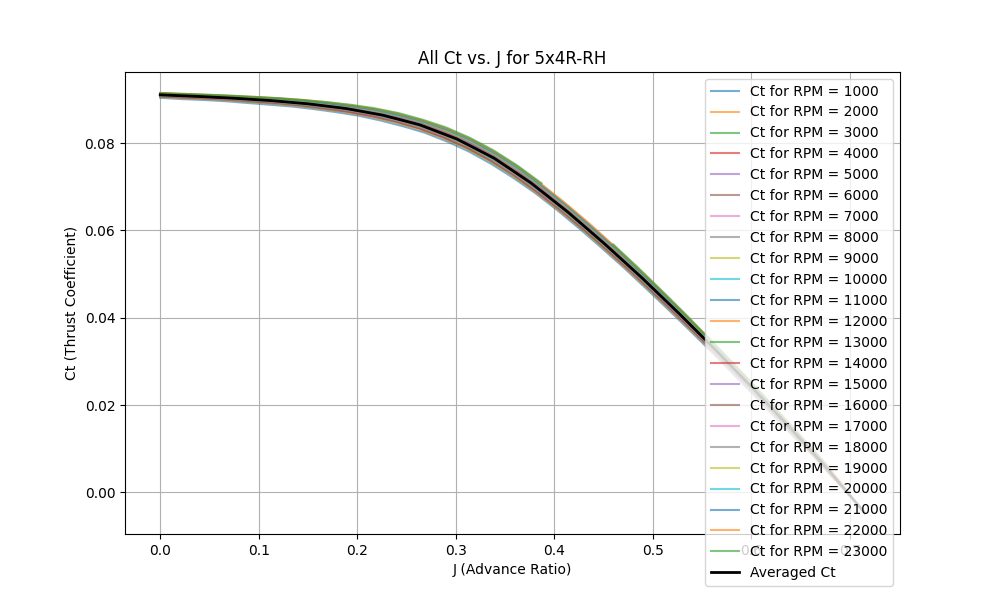 All Ct vs. J for 5x4R-RH
Ct (Thrust Coefficient)
0.08
0.06
0.04
0.02
0.00
0.0 0.1 0.2 0.3 0.4 0.5
J (Advance Ratio)
Ct for RPM = 1000
Ct for RPM = 2000
Ct for RPM = 3000
Ct for RPM = 4000
Ct for RPM = 5000
Ct for RPM = 6000
Ct for RPM = 7000
Ct for RPM = 8000
Ct for RPM = 9000
Ct for RPM = 10000
Ct for RPM = 11000
Ct for RPM = 12000
Ct for RPM = 13000
Ct for RPM = 14000
Ct for RPM = 15000
Ct for RPM = 16000
Ct for RPM = 17000
Ct for RPM = 18000
Ct for RPM = 19000
Ct for RPM = 20000
Ct for RPM = 21000
Ct for RPM = 22000
Ct for RPM = 23000
Averaged Ct